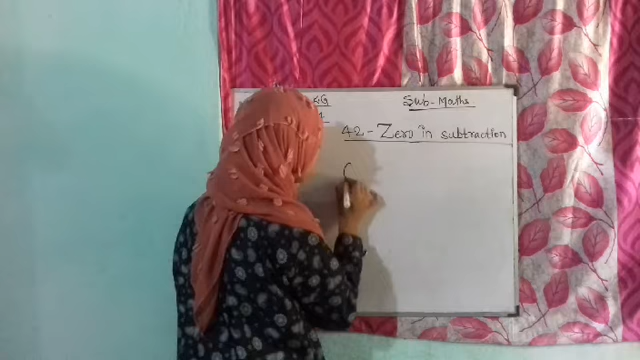 Sub- Maths
42- Zero in subtraction